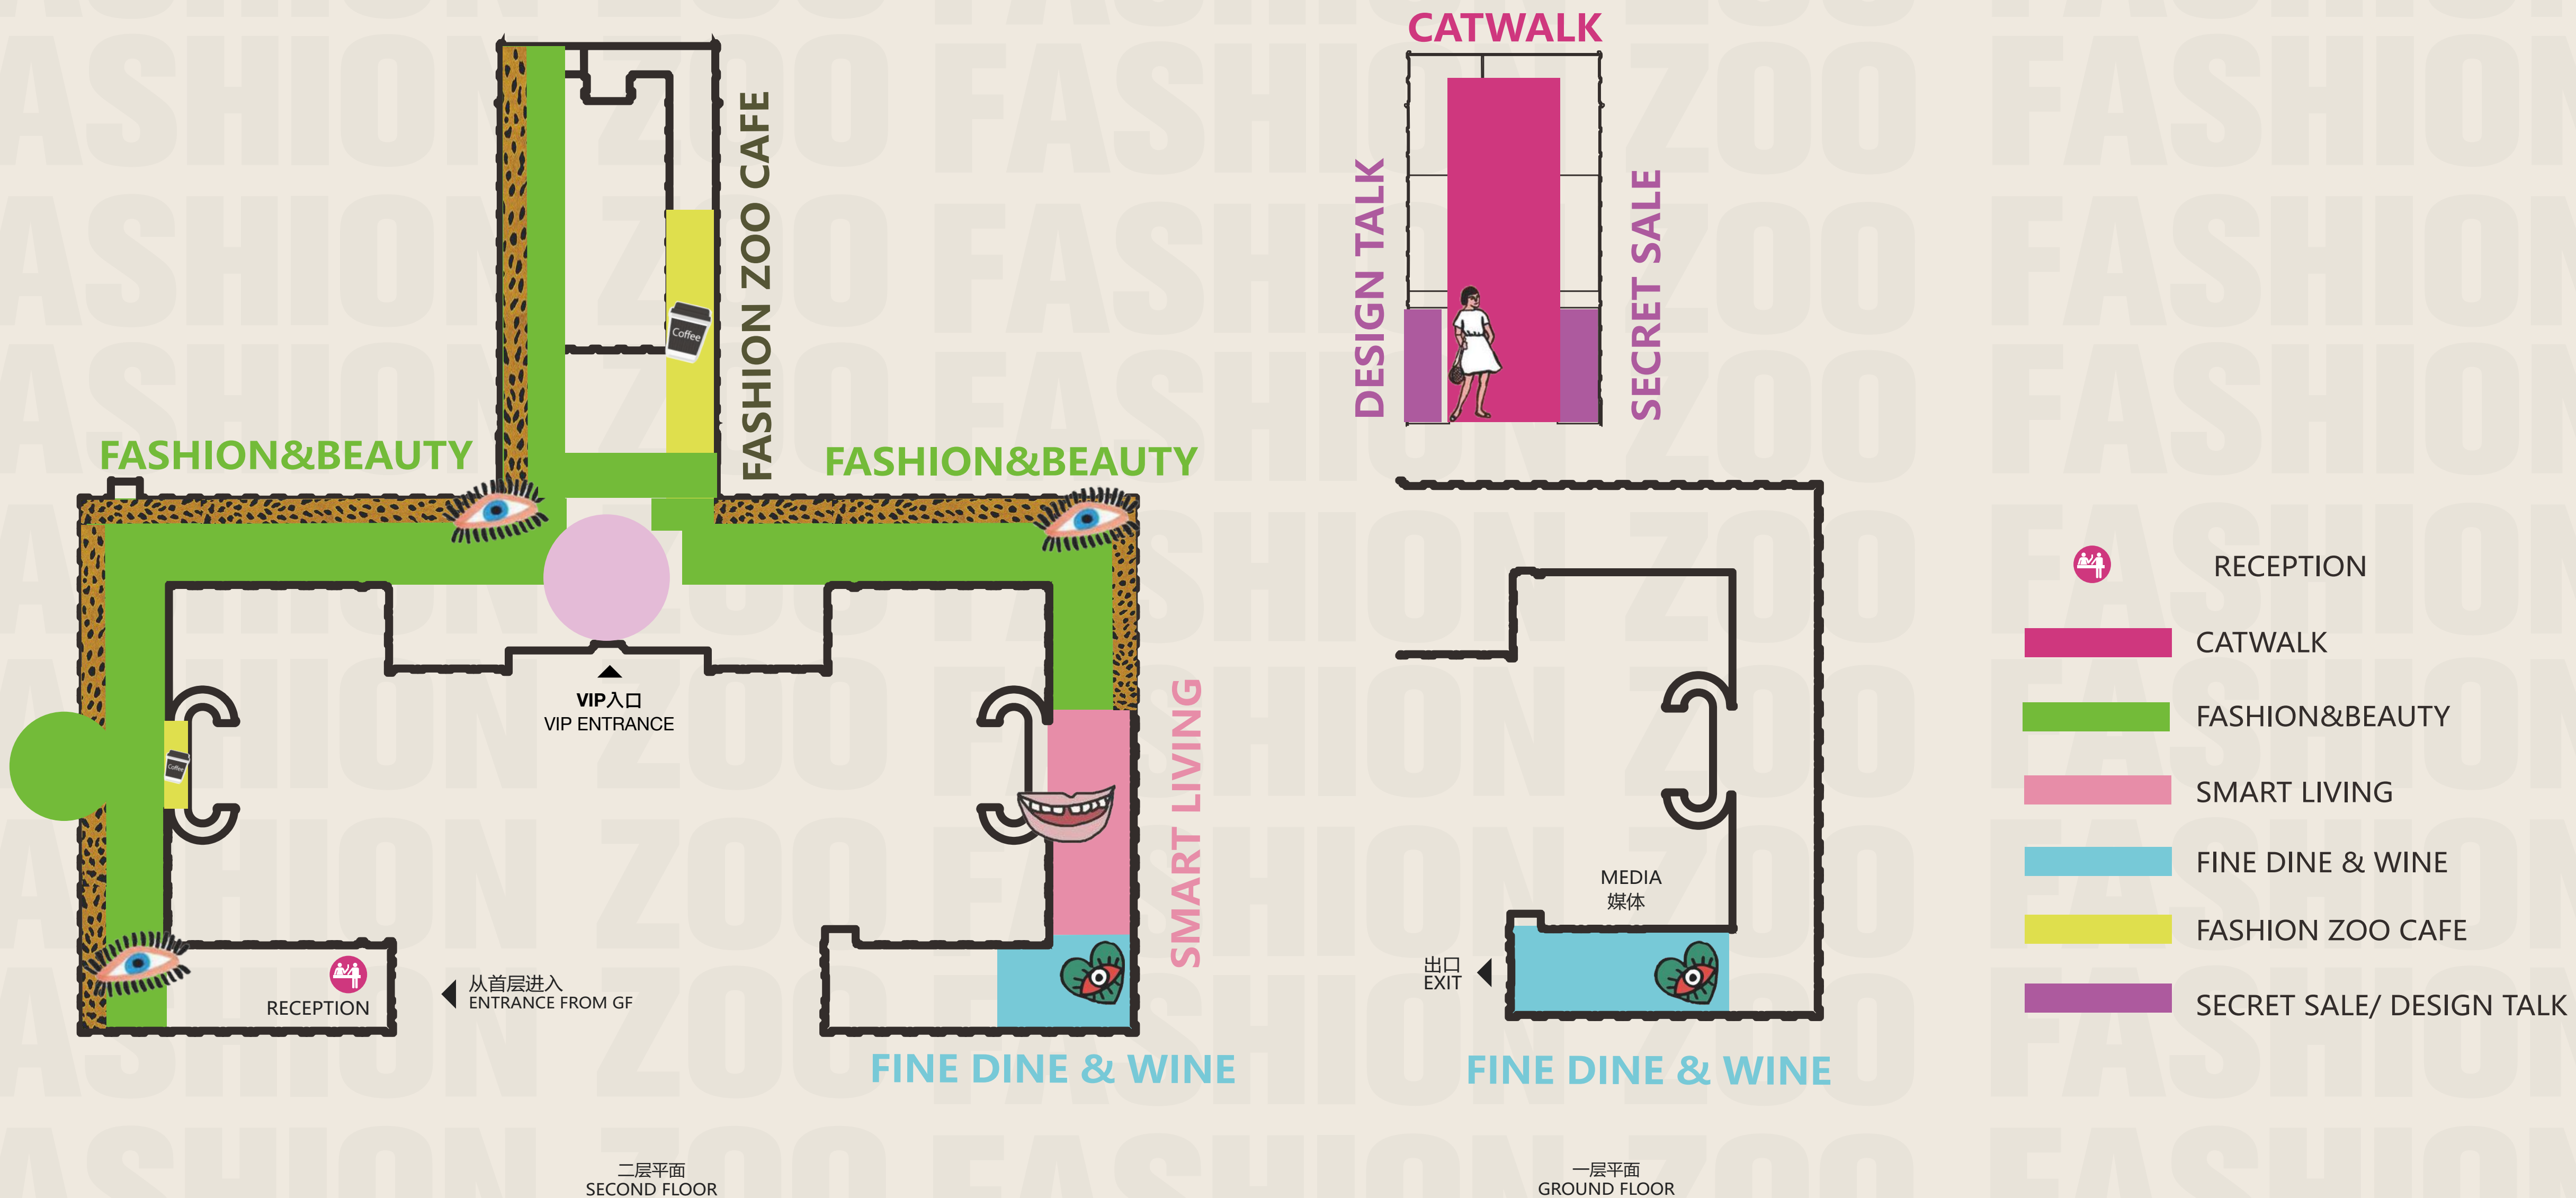 CATWALK
FASHION ZOO CAFE
DESIGN TALK
SECRET SALE
FASHION&BEAUTY
FASHION&BEAUTY
Coffee
VIP入口
VIP ENTRANCE
Coffee
SMART LIVING
RECEPTION
从首层进入
ENTRANCE FROM GF
FINE DINE & WINE
二层平面
SECOND FLOOR
MEDIA
媒体
出口
EXIT
FINE DINE & WINE
一层平面
GROUND FLOOR
RECEPTION
CATWALK
FASHION&BEAUTY
SMART LIVING
FINE DINE & WINE
FASHION ZOO CAFE
SECRET SALE/ DESIGN TALK
FASHION ZOO